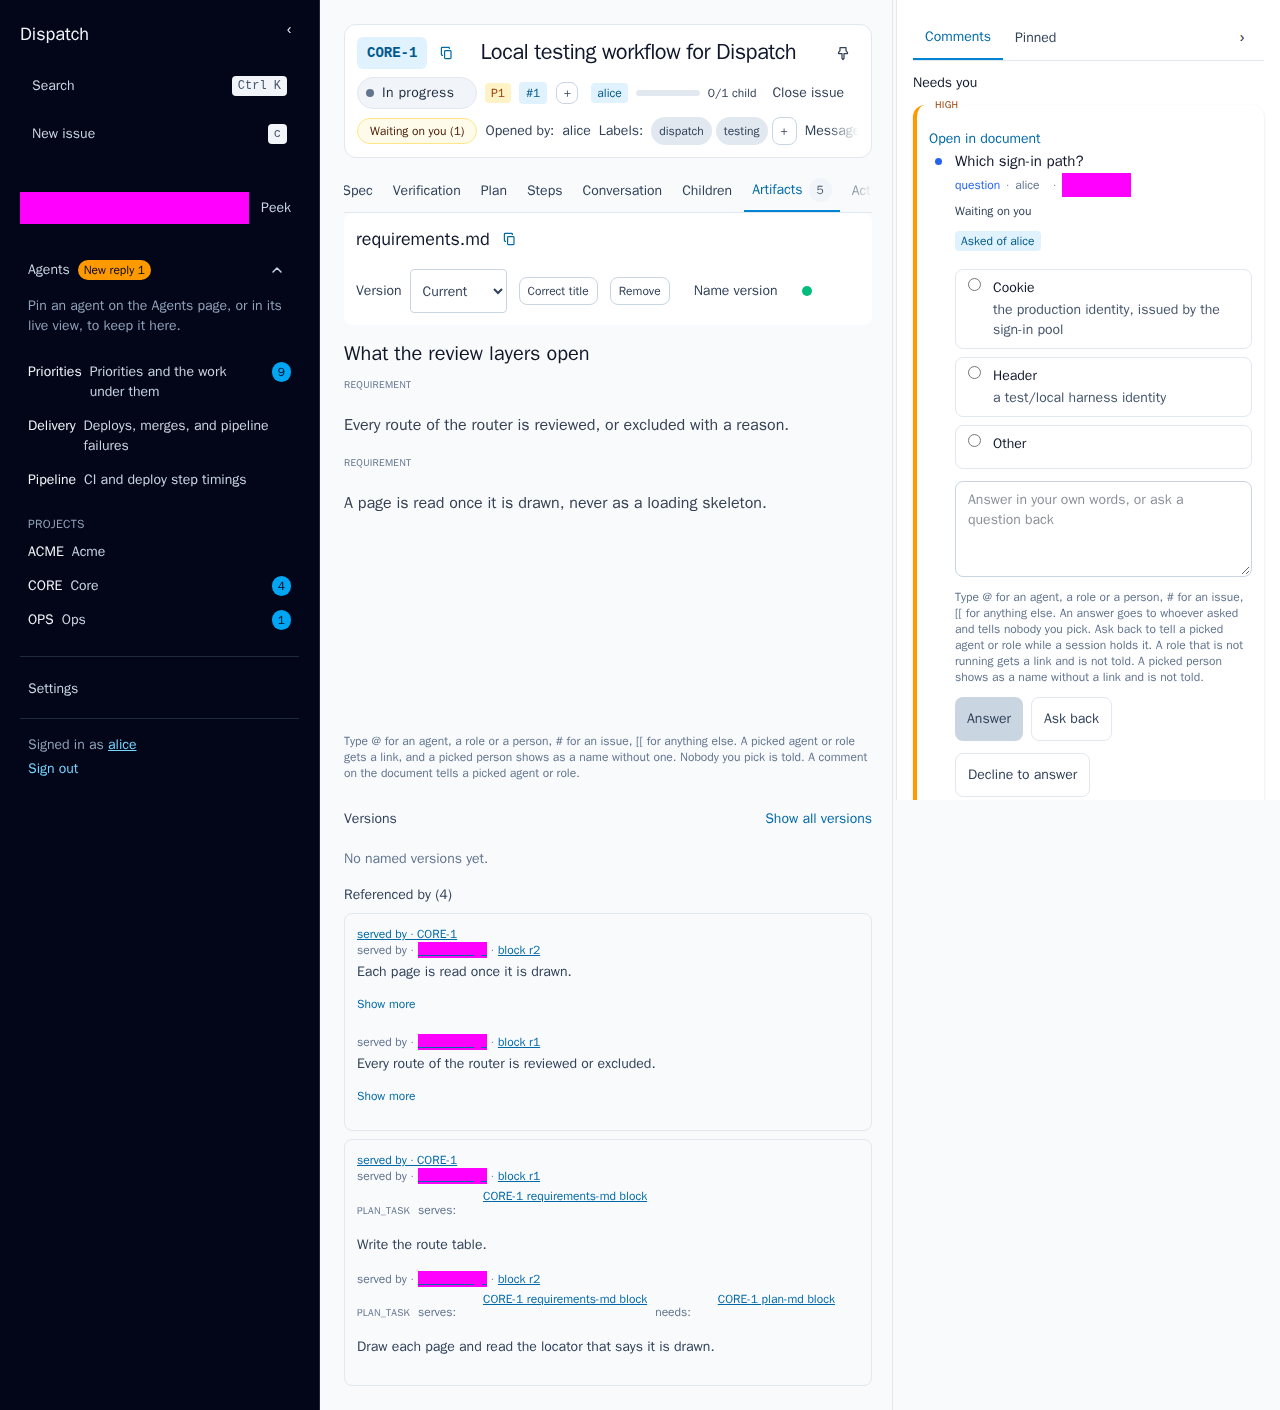 Dispatch
Search
Ctrl K
New issue
C
Peek
Agents
New reply 1
Pin an agent on the Agents page, or in its
live view, to keep it here.
Priorities Priorities and the work
under them
9
Delivery Deploys, merges, and pipeline
failures
Pipeline CI and deploy step timings
PROJECTS
ACME Acme
CORE Core
4
OPS Ops
1
Settings
Signed in as alice
Sign out
CORE-1
Local testing workflow for Dispatch
In progress
P1
#1
+
alice
0/1 child
Close issue
Waiting on you (1)
Opened by: alice Labels:
dispatch
testing
+
Message
Spec
Verification
Plan
Steps
Conversation
Children
Artifacts 5
Act
requirements.md
Version
Current
Correct title
Remove
Name version
What the review layers open
REQUIREMENT
Every route of the router is reviewed, or excluded with a reason.
REQUIREMENT
A page is read once it is drawn, never as a loading skeleton.
Type @ for an agent, a role or a person, # for an issue, [[ for anything else. A picked agent or role
gets a link, and a picked person shows as a name without one. Nobody you pick is told. A comment
on the document tells a picked agent or role.
Versions
Show all versions
No named versions yet.
Referenced by (4)
served by · CORE-1
served by · · block r2
Each page is read once it is drawn.
Show more
served by · · block r1
Every route of the router is reviewed or excluded.
Show more
served by · CORE-1
served by · · block r1
CORE-1 requirements-md block
PLAN_TASK serves:
Write the route table.
served by · · block r2
CORE-1 requirements-md block
CORE-1 plan-md block
PLAN_TASK serves:
needs:
Draw each page and read the locator that says it is drawn.
Comments
Pinned
Needs you
HIGH
Open in document
Which sign-in path?
question · alice ·
Waiting on you
Asked of alice
Cookie
the production identity, issued by the
sign-in pool
Header
a test/local harness identity
Other
Answer in your own words, or ask a
question back
Type @ for an agent, a role or a person, # for an issue,
[[ for anything else. An answer goes to whoever asked
and tells nobody you pick. Ask back to tell a picked
agent or role while a session holds it. A role that is not
running gets a link and is not told. A picked person
shows as a name without a link and is not told.
Answer
Ask back
Decline to answer